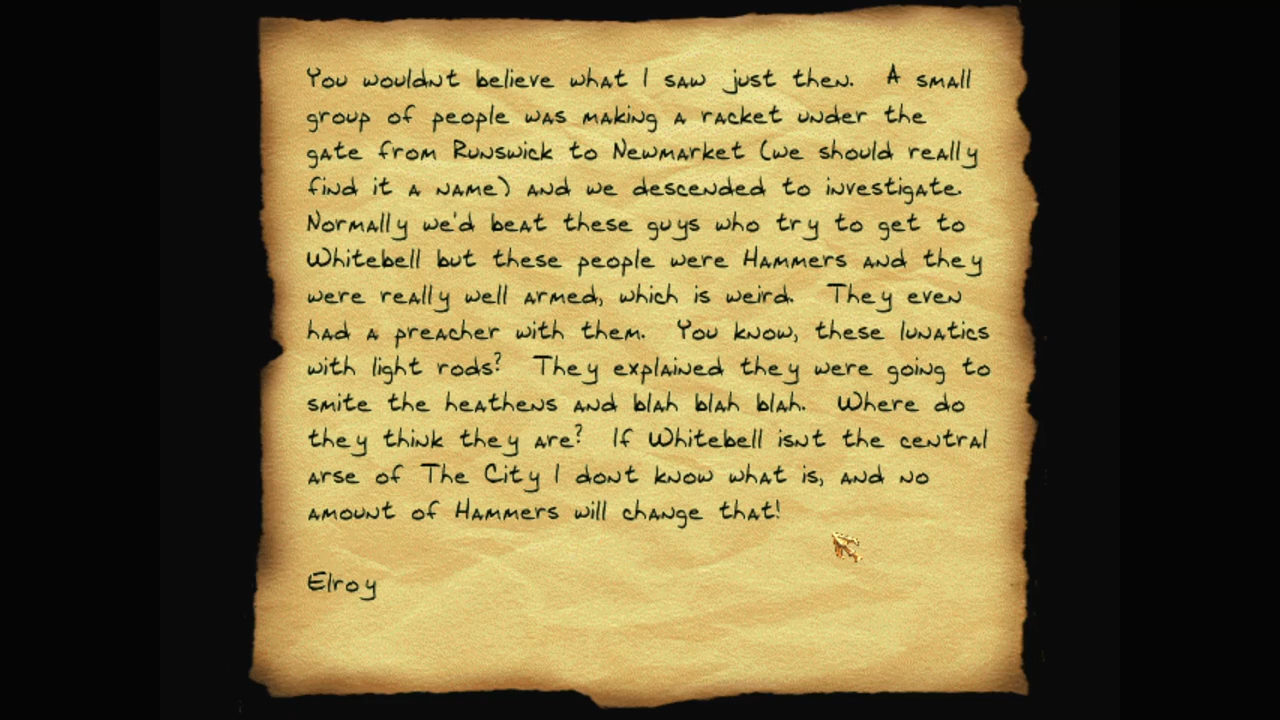 You wouldnt believe what I saw just then. A small
group of people was making a racket under the
gate from Runswick to Newmarket (we should really
find it a name) and we descended to investigate.
Normally we'd beat these guys who try to get to
Whitebell but these people were Hammers and they
were really well armed, which is weird. They even
had a preacher with them. You know, these lunatics
with light rods? They explained they were going to
smite the heathens and blah blah blah. Where do
they think they are? If Whitebell isnt the central
arse of The City I dont know what is, and no
amount of Hammers will change that!
Elroy